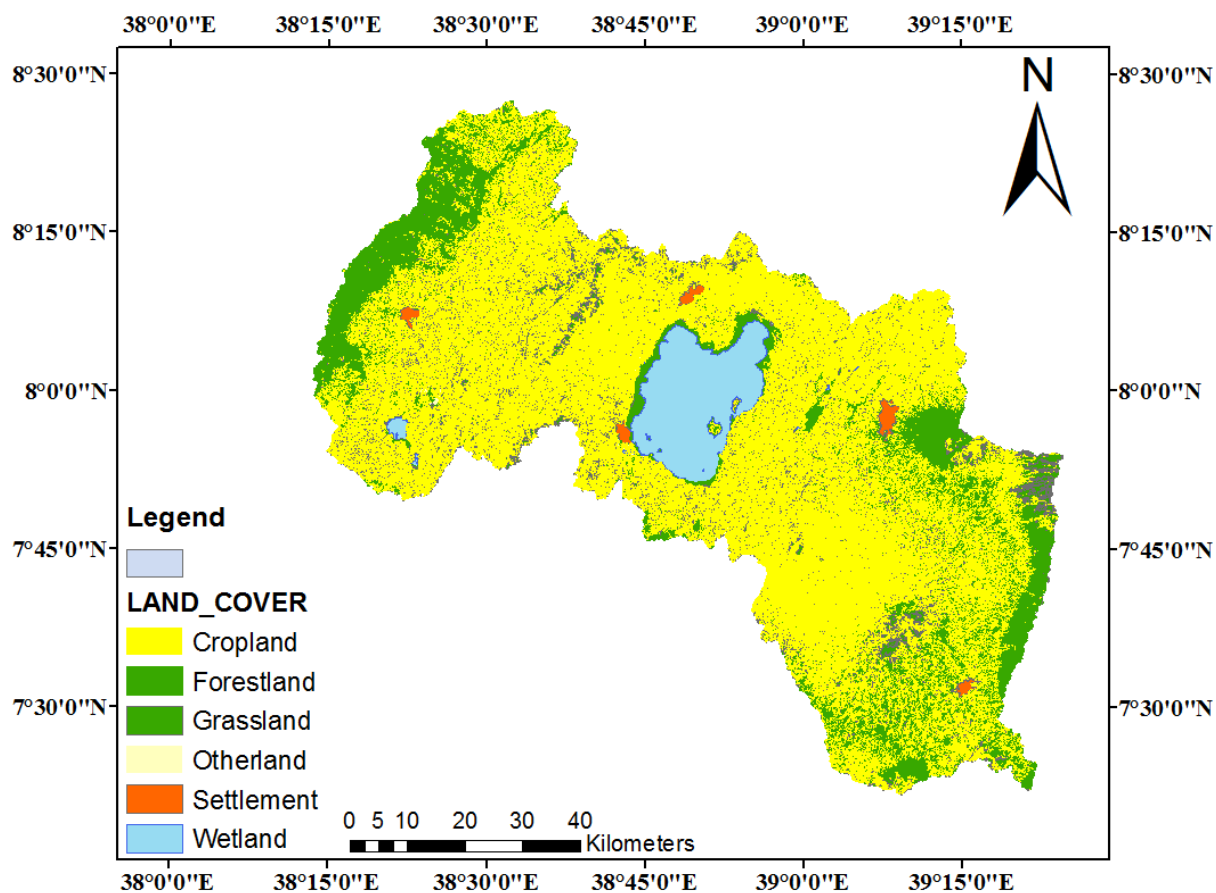 38°0'0"E 38°15'0"E 38°30'0"E 38°45'0"E 39°0'0"E 39°15'0"E
8°30'0"N 8°30'0"N
N
8°15'0"N 8°15'0"N
8°0'0"N 8°0'0"N
7°45'0"N 7°45'0"N
7°30'0"N 7°30'0"N
Legend
LAND_COVER
Cropland
Forestland
Grassland
Otherland
Settlement
Wetland
0 5 10 20 30 40
Kilometers
38°0'0"E 38°15'0"E 38°30'0"E 38°45'0"E 39°0'0"E 39°15'0"E